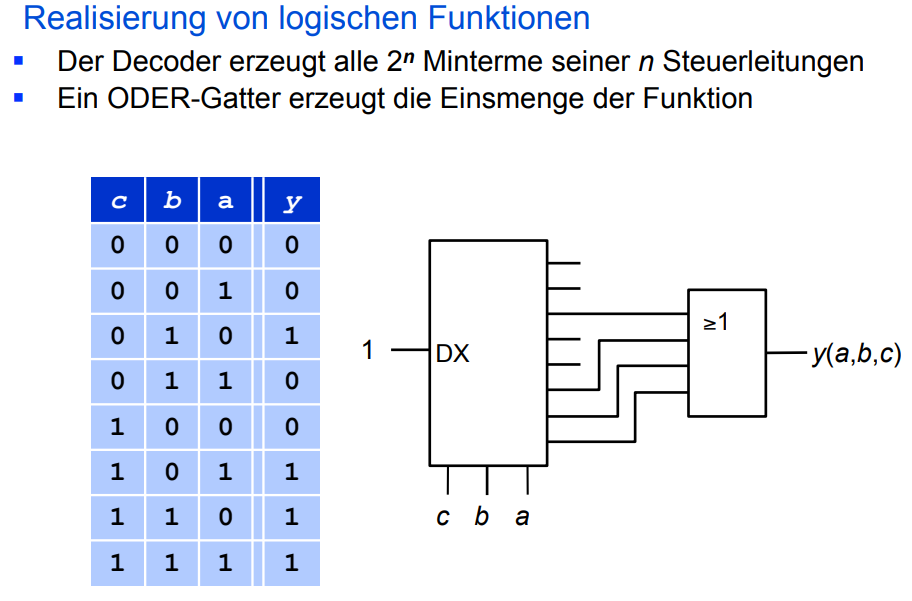 Realisierung von logischen Funktionen
▪ Der Decoder erzeugt alle 2ⁿ Minterme seiner n Steuerleitungen
▪ Ein ODER-Gatter erzeugt die Einsmenge der Funktion
c b a y
0 0 0 0
0 0 1 0
0 1 0 1
0 1 1 0
1 0 0 0
1 0 1 1
1 1 0 1
1 1 1 1
1 DX ≥1 y(a,b,c)
c b a